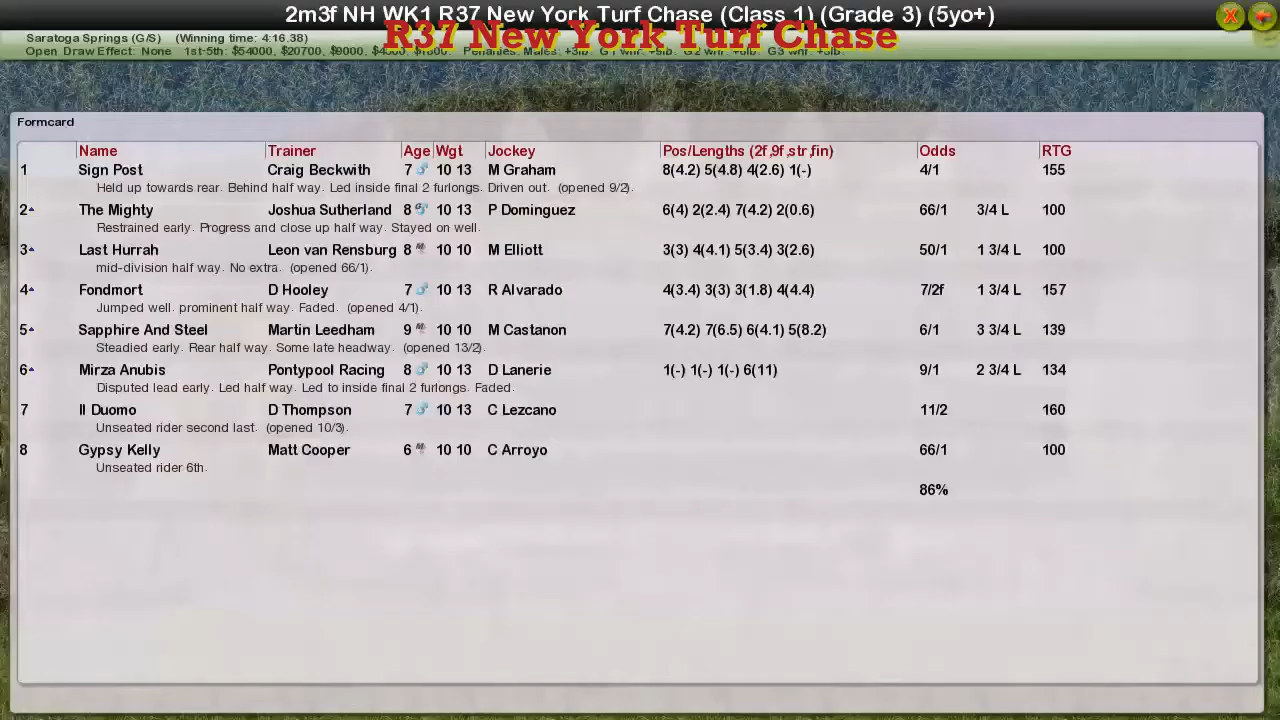 2m3f NH WK1 R37 New York Turf Chase (Class 1) (Grade 3) (5yo+)
R37 New York Turf Chase
Saratoga Springs (G/S) (Winning time: 4:16.38)
Open Draw Effect: None 1st-5th: $54000, $20700, $9000, Penalties: Males: +3lb.
Formcard
Name Trainer Age Wgt Jockey Pos/Lengths (2f,9f,str,fin) Odds RTG
1 Sign Post Craig Beckwith 7 10 13 M Graham 8(4.2) 5(4.8) 4(2.6) 1(-) 4/1 155
Held up towards rear. Behind half way. Led inside final 2 furlongs. Driven out. (opened 9/2).
2 The Mighty Joshua Sutherland 8 10 13 P Dominguez 6(4) 2(2.4) 7(4.2) 2(0.6) 66/1 3/4 L 100
Restrained early. Progress and close up half way. Stayed on well.
3 Last Hurrah Leon van Rensburg 8 10 10 M Elliott 3(3) 4(4.1) 5(3.4) 3(2.6) 50/1 1 3/4 L 100
mid-division half way. No extra. (opened 66/1).
4 Fondmort D Hooley 7 10 13 R Alvarado 4(3.4) 3(3) 3(1.8) 4(4.4) 7/2f 1 3/4 L 157
Jumped well. prominent half way. Faded. (opened 4/1).
5 Sapphire And Steel Martin Leedham 9 10 10 M Castanon 7(4.2) 7(6.5) 6(4.1) 5(8.2) 6/1 3 3/4 L 139
Steadied early. Rear half way. Some late headway. (opened 13/2).
6 Mirza Anubis Pontypool Racing 8 10 13 D Lanerie 1(-) 1(-) 1(-) 6(11) 9/1 2 3/4 L 134
Disputed lead early. Led half way. Led to inside final 2 furlongs. Faded.
7 Il Duomo D Thompson 7 10 13 C Lezcano 11/2 160
Unseated rider second last. (opened 10/3).
8 Gypsy Kelly Matt Cooper 6 10 10 C Arroyo 66/1 100
Unseated rider 6th.
86%